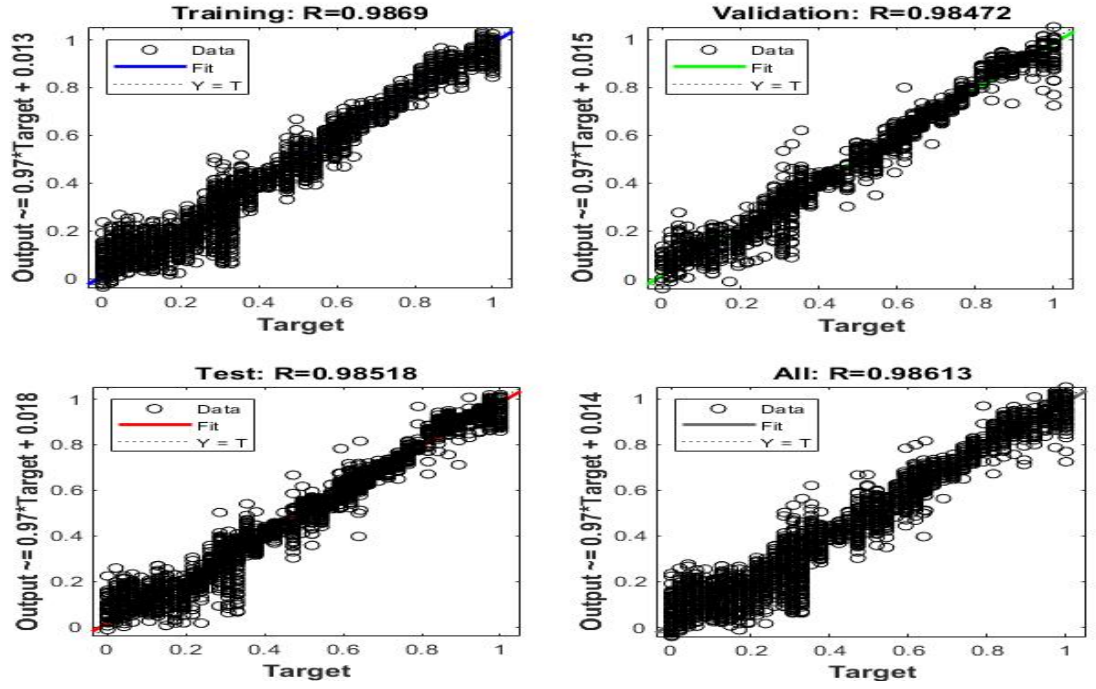 Training: R=0.9869
Output ~= 0.97*Target + 0.013
1
0.8
0.6
0.4
0.2
0
Data
Fit
Y = T
0 0.2 0.4 0.6 0.8 1
Target
Validation: R=0.98472
Output ~= 0.97*Target + 0.015
1
0.8
0.6
0.4
0.2
0
Data
Fit
Y = T
0 0.2 0.4 0.6 0.8 1
Target
Test: R=0.98518
Output ~= 0.97*Target + 0.018
1
0.8
0.6
0.4
0.2
0
Data
Fit
Y = T
0 0.2 0.4 0.6 0.8 1
Target
All: R=0.98613
Output ~= 0.97*Target + 0.014
1
0.8
0.6
0.4
0.2
0
Data
Fit
Y = T
0 0.2 0.4 0.6 0.8 1
Target